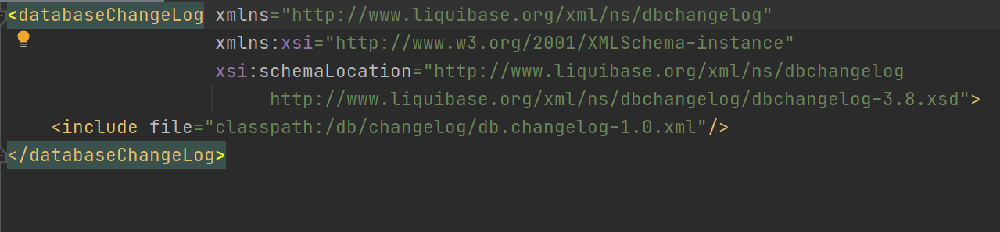 <databaseChangeLog xmlns="http://www.liquibase.org/xml/ns/dbchangelog"
xmlns:xsi="http://www.w3.org/2001/XMLSchema-instance"
xsi:schemaLocation="http://www.liquibase.org/xml/ns/dbchangelog
http://www.liquibase.org/xml/ns/dbchangelog/dbchangelog-3.8.xsd">
<include file="classpath:/db/changelog/db.changelog-1.0.xml"/>
</databaseChangeLog>